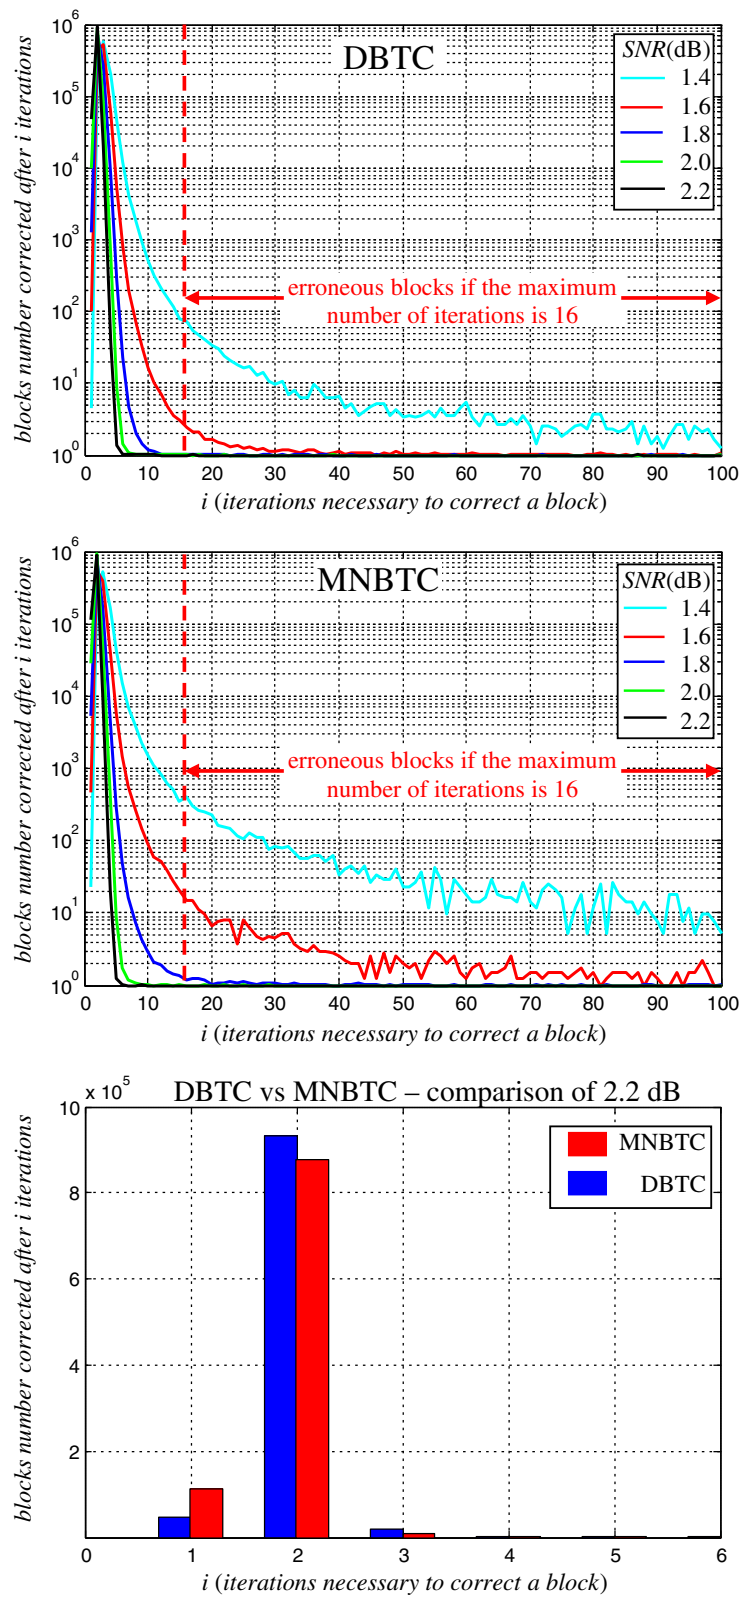 DBTC
SNR(dB)
1.4
1.6
1.8
2.0
2.2
10^6
10^5
10^4
10^3
10^2
10^1
10^0
blocks number corrected after i iterations
erroneous blocks if the maximum
number of iterations is 16
0 10 20 30 40 50 60 70 80 90 100
i (iterations necessary to correct a block)
MNBTC
SNR(dB)
1.4
1.6
1.8
2.0
2.2
10^6
10^5
10^4
10^3
10^2
10^1
10^0
blocks number corrected after i iterations
erroneous blocks if the maximum
number of iterations is 16
0 10 20 30 40 50 60 70 80 90 100
i (iterations necessary to correct a block)
x 10^5
DBTC vs MNBTC – comparison of 2.2 dB
MNBTC
DBTC
10
8
6
4
2
blocks number corrected after i iterations
0 1 2 3 4 5 6
i (iterations necessary to correct a block)